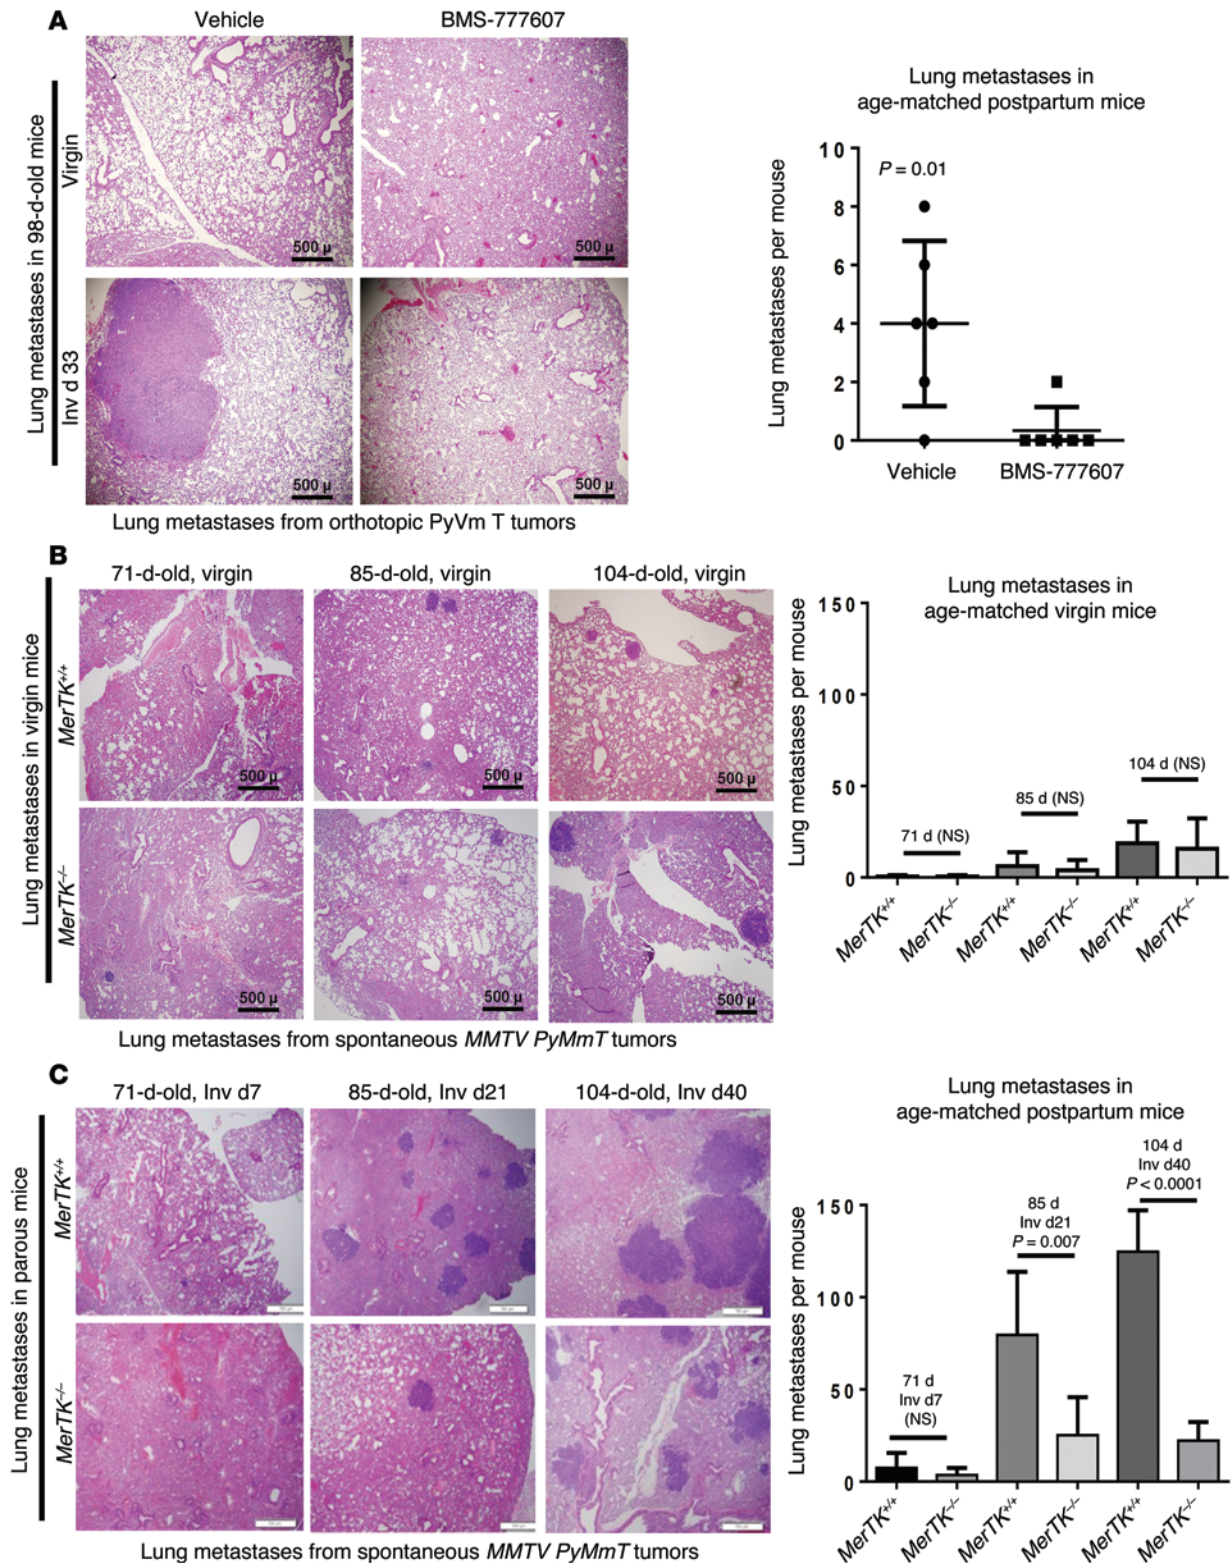 A
Vehicle
BMS-777607
Lung metastases in 98-d-old mice
Virgin
Inv d 33
500 µ
500 µ
500 µ
500 µ
Lung metastases from orthotopic PyVm T tumors
Lung metastases in
age-matched postpartum mice
Lung metastases per mouse
10
8
6
4
2
0
P = 0.01
Vehicle
BMS-777607
B
71-d-old, virgin
85-d-old, virgin
104-d-old, virgin
Lung metastases in virgin mice
MerTK+/+
MerTK–/–
500 µ
500 µ
500 µ
500 µ
500 µ
500 µ
Lung metastases from spontaneous MMTV PyMmT tumors
Lung metastases in
age-matched virgin mice
Lung metastases per mouse
150
100
50
0
71 d (NS)
85 d (NS)
104 d (NS)
MerTK+/+
MerTK–/–
MerTK+/+
MerTK–/–
MerTK+/+
MerTK–/–
C
71-d-old, Inv d7
85-d-old, Inv d21
104-d-old, Inv d40
Lung metastases in parous mice
MerTK+/+
MerTK–/–
Lung metastases from spontaneous MMTV PyMmT tumors
Lung metastases in
age-matched postpartum mice
Lung metastases per mouse
150
100
50
0
71 d
Inv d7
(NS)
85 d
Inv d21
P = 0.007
104 d
Inv d40
P < 0.0001
MerTK+/+
MerTK–/–
MerTK+/+
MerTK–/–
MerTK+/+
MerTK–/–